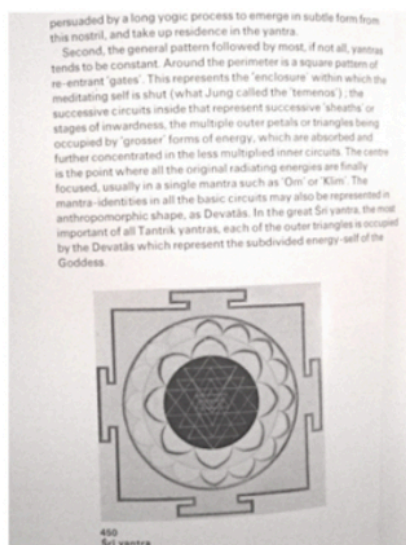 persuaded by a long yogic process to emerge in subtle form from
this nostril, and take up residence in the yantra.
Second, the general pattern followed by most, if not all, yantras
tends to be constant. Around the perimeter is a square pattern of
re-entrant 'gates'. This represents the 'enclosure' within which the
meditating self is shut (what Jung called the 'temenos'); the
successive circuits inside that represent successive 'sheaths' or
stages of inwardness, the multiple outer petals or triangles being
occupied by 'grosser' forms of energy, which are absorbed and
further concentrated in the less multiplied inner circuits. The centre
is the point where all the original radiating energies are finally
focused, usually in a single mantra such as 'Om' or 'Klim'. The
mantra-identities in all the basic circuits may also be represented in
anthropomorphic shape, as Devatās. In the great Śri yantra, the most
important of all Tantrik yantras, each of the outer triangles is occupied
by the Devatās which represent the subdivided energy-self of the
Goddess.
450
Śri yantra